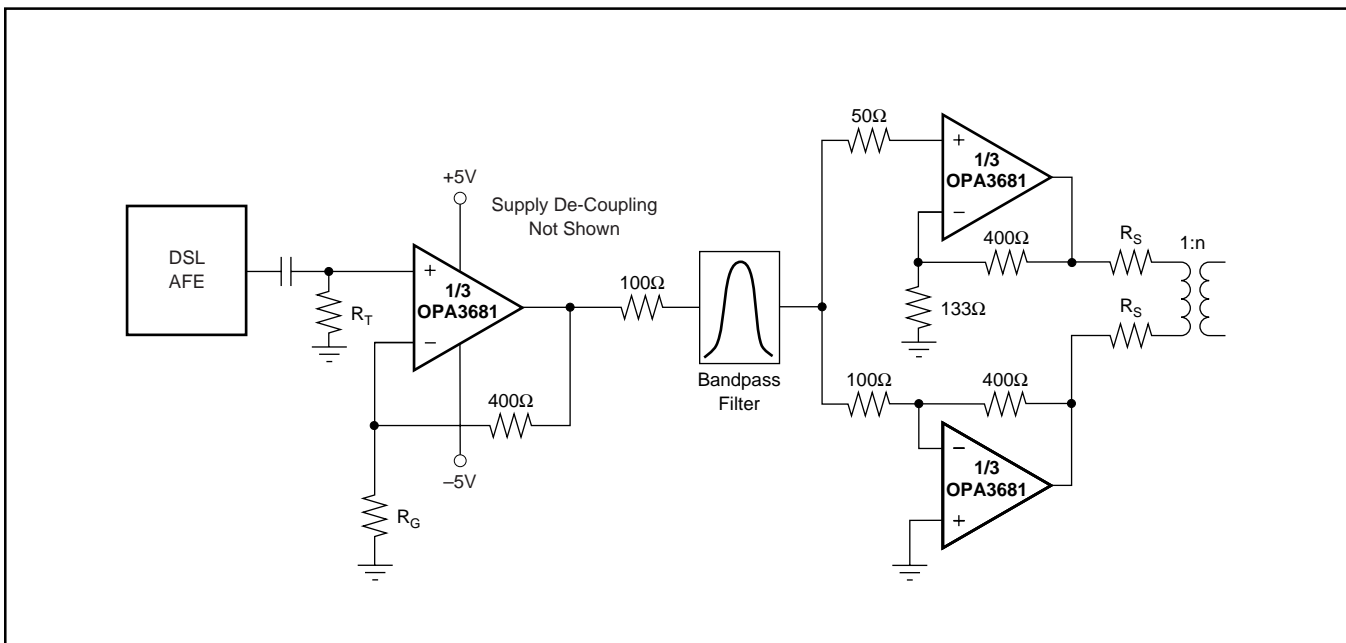 DSL
AFE
R_T
+5V
Supply De-Coupling
Not Shown
+
1/3
OPA3681
−
400Ω
–5V
R_G
100Ω
Bandpass
Filter
50Ω
+
1/3
OPA3681
−
400Ω
133Ω
R_S
1:n
R_S
100Ω
400Ω
−
1/3
OPA3681
+